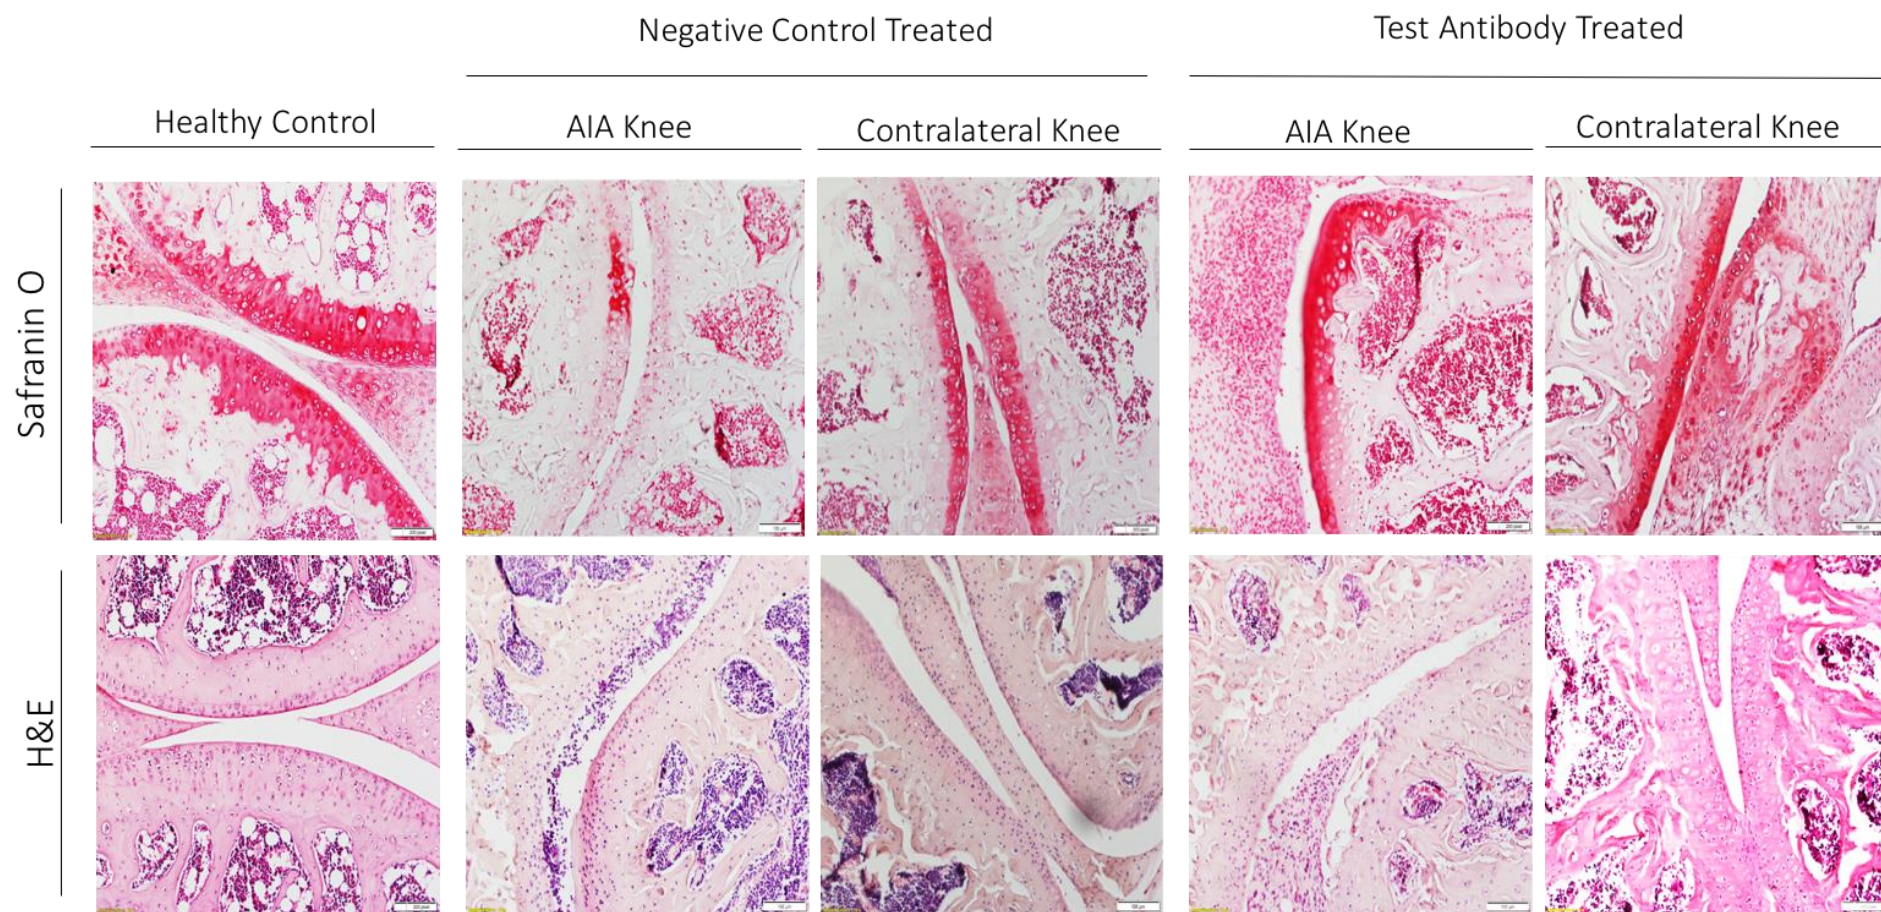 Negative Control Treated
Test Antibody Treated
Healthy Control
AIA Knee
Contralateral Knee
AIA Knee
Contralateral Knee
Safranin O
H&E